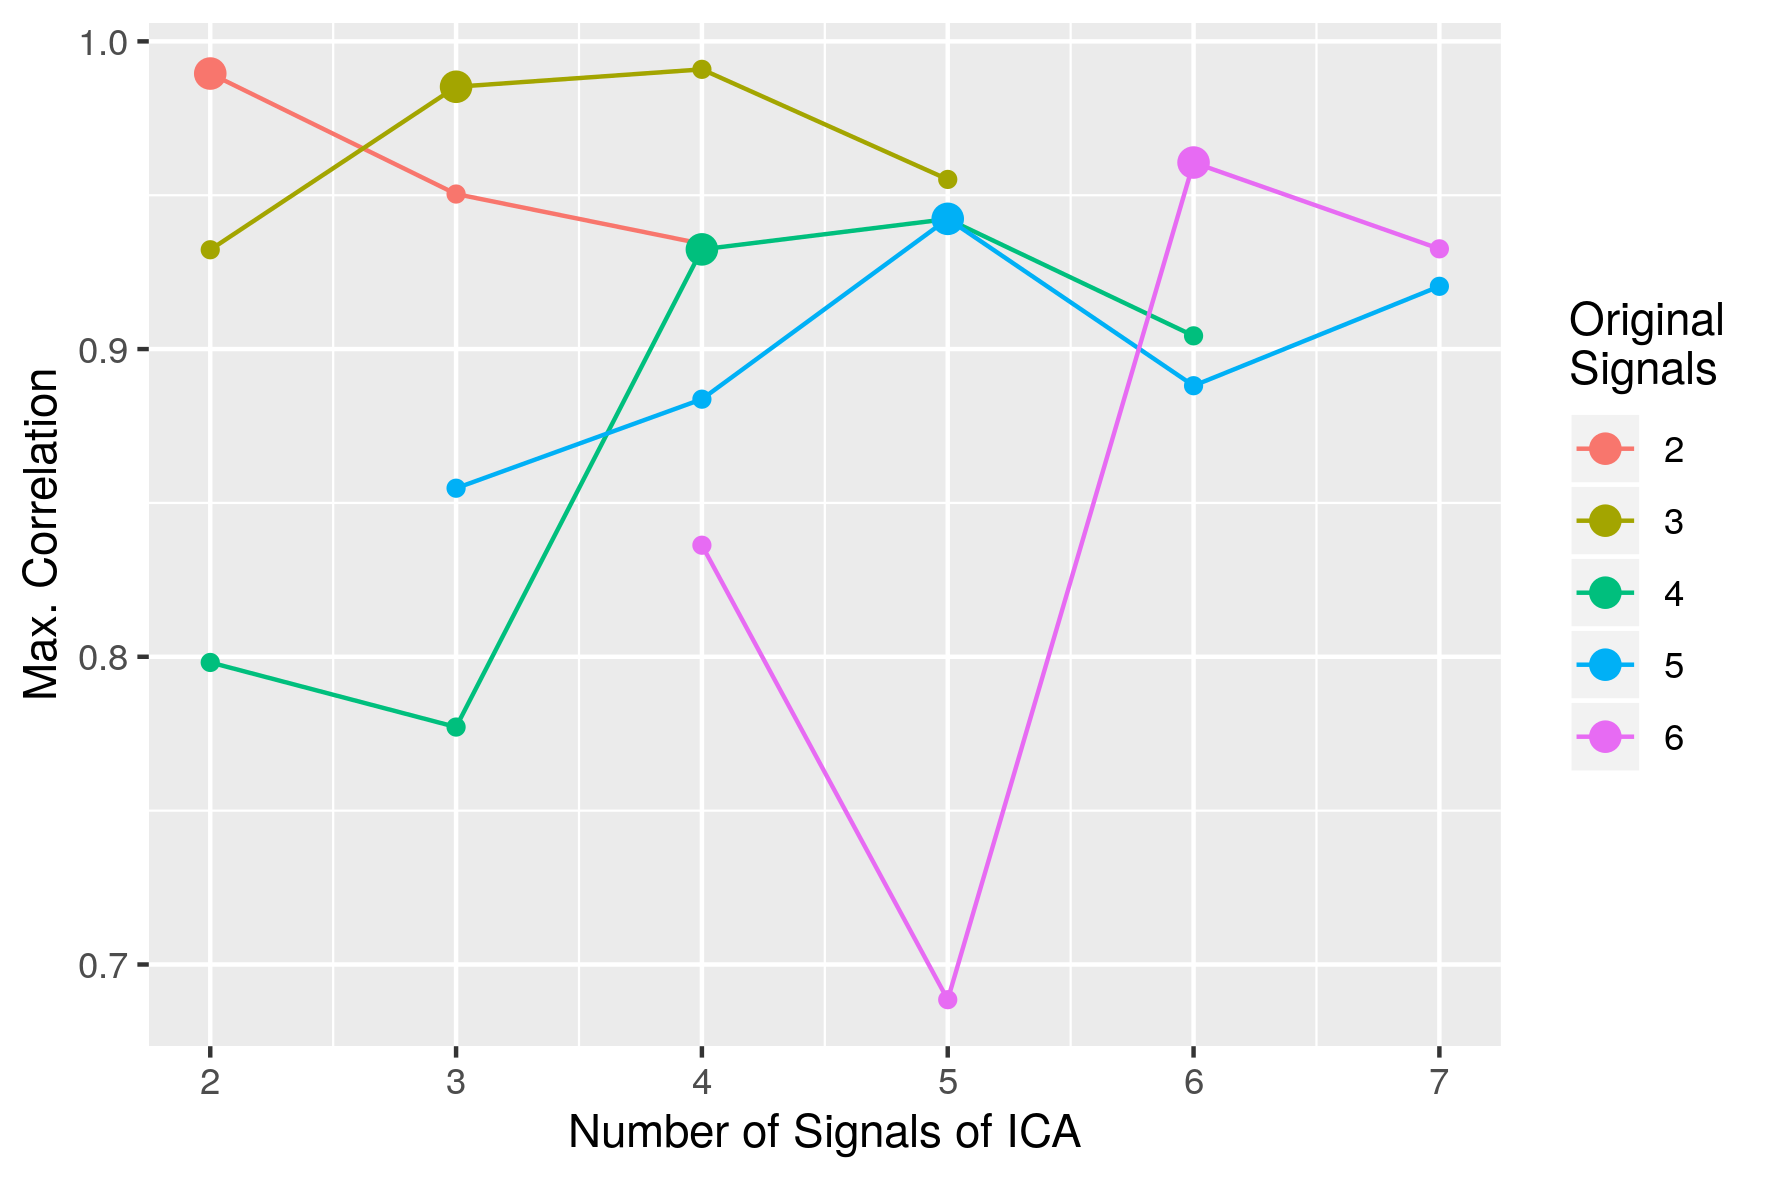 1.0
0.9
0.8
0.7
Max. Correlation
2 3 4 5 6 7
Number of Signals of ICA
Original
Signals
2
3
4
5
6